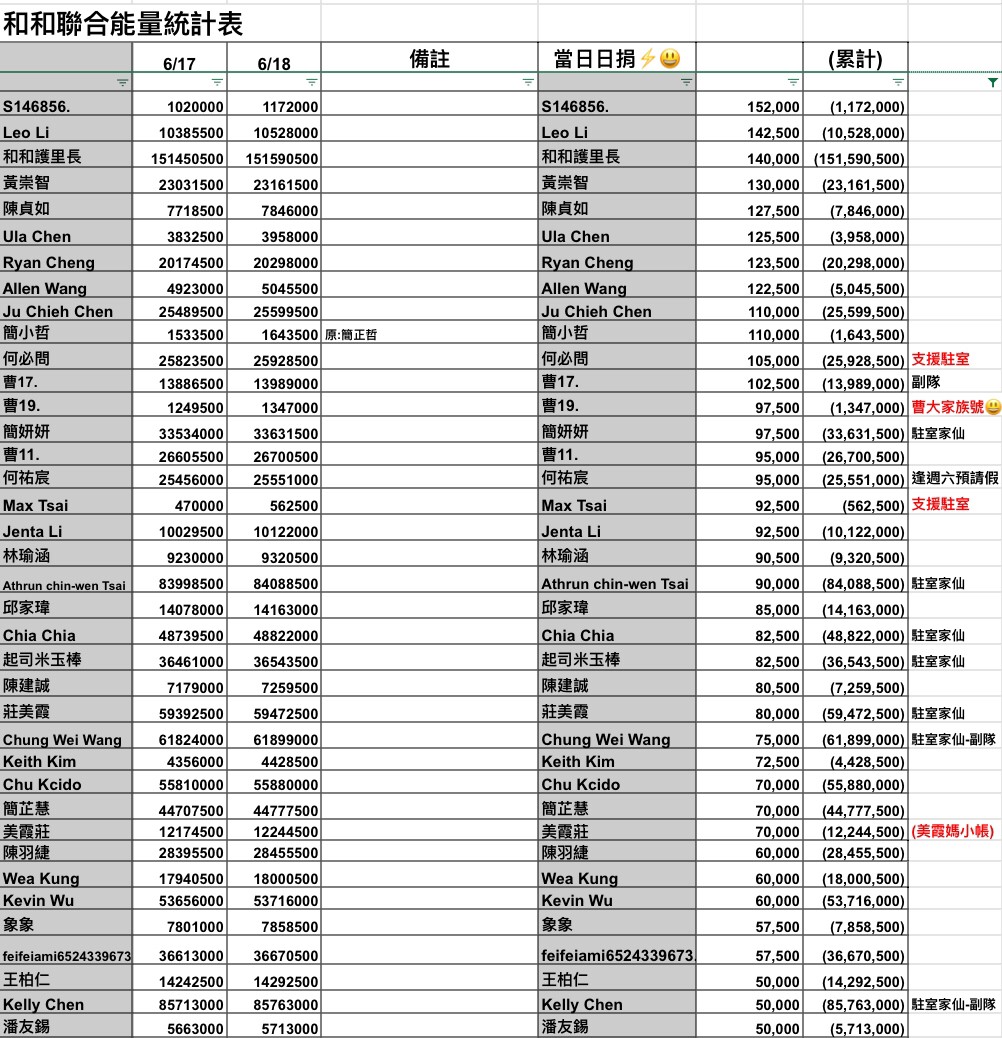 和和聯合能量統計表
6/17 6/18 備註 當日日捐⚡😃 (累計)
S146856. 1020000 1172000 S146856. 152,000 (1,172,000)
Leo Li 10385500 10528000 Leo Li 142,500 (10,528,000)
和和護里長 151450500 151590500 和和護里長 140,000 (151,590,500)
黃崇智 23031500 23161500 黃崇智 130,000 (23,161,500)
陳貞如 7718500 7846000 陳貞如 127,500 (7,846,000)
Ula Chen 3832500 3958000 Ula Chen 125,500 (3,958,000)
Ryan Cheng 20174500 20298000 Ryan Cheng 123,500 (20,298,000)
Allen Wang 4923000 5045500 Allen Wang 122,500 (5,045,500)
Ju Chieh Chen 25489500 25599500 Ju Chieh Chen 110,000 (25,599,500)
簡小哲 1533500 1643500 原:簡正哲 簡小哲 110,000 (1,643,500)
何必問 25823500 25928500 何必問 105,000 (25,928,500) 支援駐室
曹17. 13886500 13989000 曹17. 102,500 (13,989,000) 副隊
曹19. 1249500 1347000 曹19. 97,500 (1,347,000) 曹大家族號😃
簡妍妍 33534000 33631500 簡妍妍 97,500 (33,631,500) 駐室家仙
曹11. 26605500 26700500 曹11. 95,000 (26,700,500)
何祐宸 25456000 25551000 何祐宸 95,000 (25,551,000) 逢週六預請假
Max Tsai 470000 562500 Max Tsai 92,500 (562,500) 支援駐室
Jenta Li 10029500 10122000 Jenta Li 92,500 (10,122,000)
林瑜涵 9230000 9320500 林瑜涵 90,500 (9,320,500)
Athrun chin-wen Tsai 83998500 84088500 Athrun chin-wen Tsai 90,000 (84,088,500) 駐室家仙
邱家瑋 14078000 14163000 邱家瑋 85,000 (14,163,000)
Chia Chia 48739500 48822000 Chia Chia 82,500 (48,822,000) 駐室家仙
起司米玉棒 36461000 36543500 起司米玉棒 82,500 (36,543,500) 駐室家仙
陳建誠 7179000 7259500 陳建誠 80,500 (7,259,500)
莊美霞 59392500 59472500 莊美霞 80,000 (59,472,500) 駐室家仙
Chung Wei Wang 61824000 61899000 Chung Wei Wang 75,000 (61,899,000) 駐室家仙-副隊
Keith Kim 4356000 4428500 Keith Kim 72,500 (4,428,500)
Chu Kcido 55810000 55880000 Chu Kcido 70,000 (55,880,000)
簡芷慧 44707500 44777500 簡芷慧 70,000 (44,777,500)
美霞莊 12174500 12244500 美霞莊 70,000 (12,244,500) (美霞媽小帳)
陳羽緁 28395500 28455500 陳羽緁 60,000 (28,455,500)
Wea Kung 17940500 18000500 Wea Kung 60,000 (18,000,500)
Kevin Wu 53656000 53716000 Kevin Wu 60,000 (53,716,000)
象象 7801000 7858500 象象 57,500 (7,858,500)
feifeiami6524339673 36613000 36670500 feifeiami6524339673. 57,500 (36,670,500)
王柏仁 14242500 14292500 王柏仁 50,000 (14,292,500)
Kelly Chen 85713000 85763000 Kelly Chen 50,000 (85,763,000) 駐室家仙-副隊
潘友錫 5663000 5713000 潘友錫 50,000 (5,713,000)